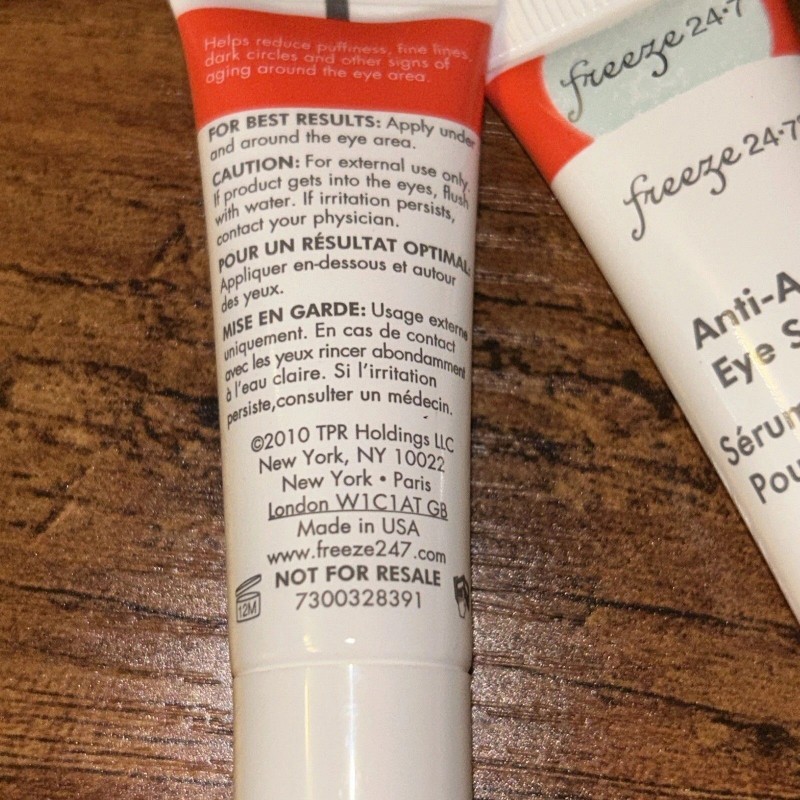 Helps reduce puffiness, fine lines,
dark circles and other signs of
aging around the eye area.
FOR BEST RESULTS: Apply under
and around the eye area.
CAUTION: For external use only.
If product gets into the eyes, flush
with water. If irritation persists,
contact your physician.
POUR UN RÉSULTAT OPTIMAL:
Appliquer en-dessous et autour
des yeux.
MISE EN GARDE: Usage externe
uniquement. En cas de contact
avec les yeux rincer abondamment
à l'eau claire. Si l'irritation
persiste,consulter un médecin.
©2010 TPR Holdings LLC
New York, NY 10022
New York • Paris
London W1C1AT GB
Made in USA
www.freeze247.com
NOT FOR RESALE
12M
7300328391
freeze 24·7
freeze 24·7
Anti-A
Eye S
Sérum
Pou